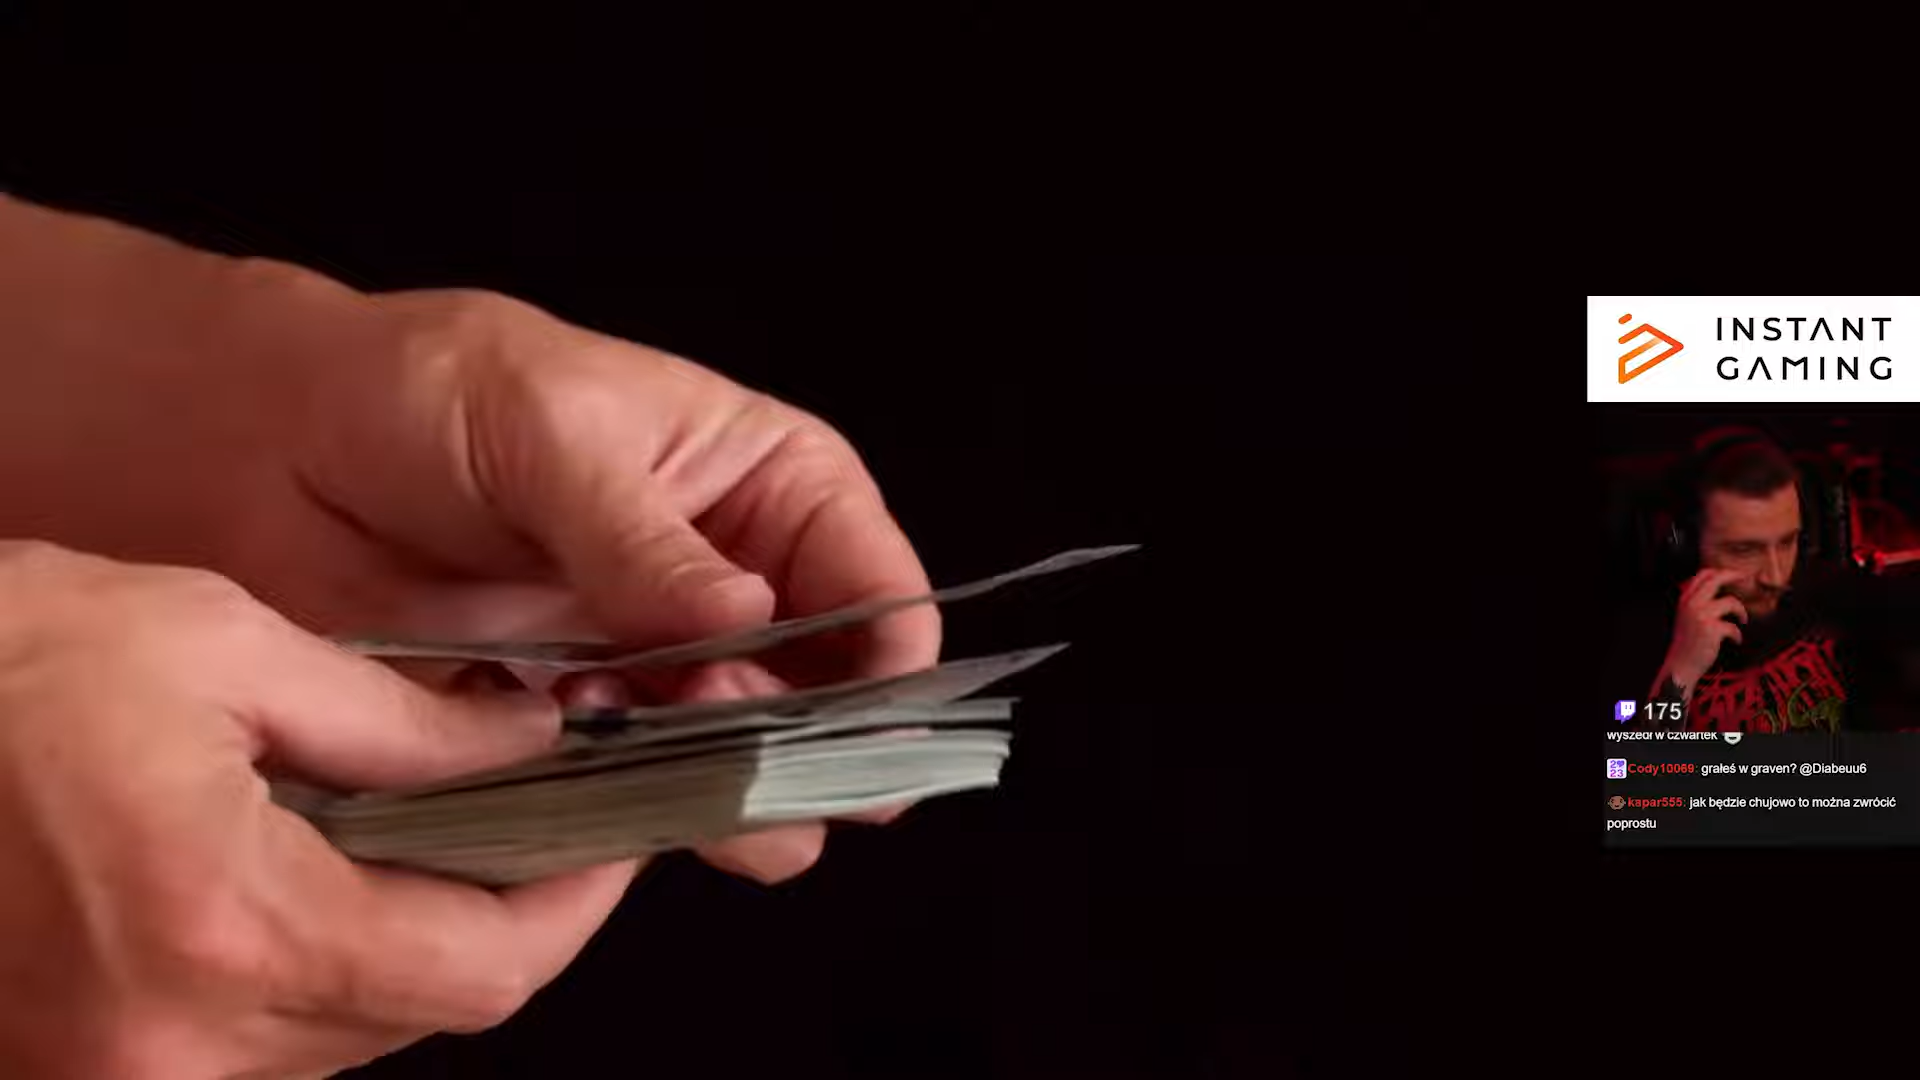 INSTANT
GAMING
175
wyszedł w czwartek
Cody10069: grałeś w graven? @Diabeuu6
kapar555: jak będzie chujowo to można zwrócić
poprostu